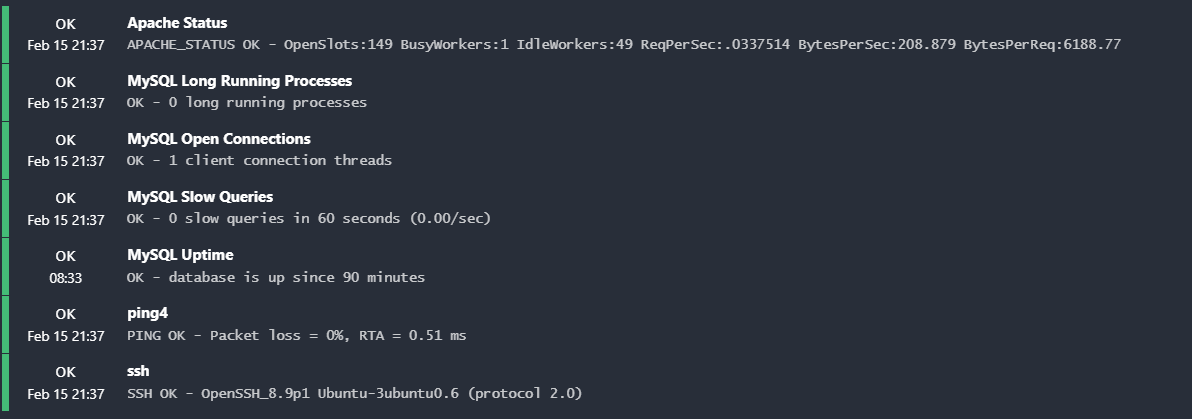 OK
Apache Status
Feb 15 21:37
APACHE_STATUS OK - OpenSlots:149 BusyWorkers:1 IdleWorkers:49 ReqPerSec:.0337514 BytesPerSec:208.879 BytesPerReq:6188.77
OK
MySQL Long Running Processes
Feb 15 21:37
OK - 0 long running processes
OK
MySQL Open Connections
Feb 15 21:37
OK - 1 client connection threads
OK
MySQL Slow Queries
Feb 15 21:37
OK - 0 slow queries in 60 seconds (0.00/sec)
OK
MySQL Uptime
08:33
OK - database is up since 90 minutes
OK
ping4
Feb 15 21:37
PING OK - Packet loss = 0%, RTA = 0.51 ms
OK
ssh
Feb 15 21:37
SSH OK - OpenSSH_8.9p1 Ubuntu-3ubuntu0.6 (protocol 2.0)